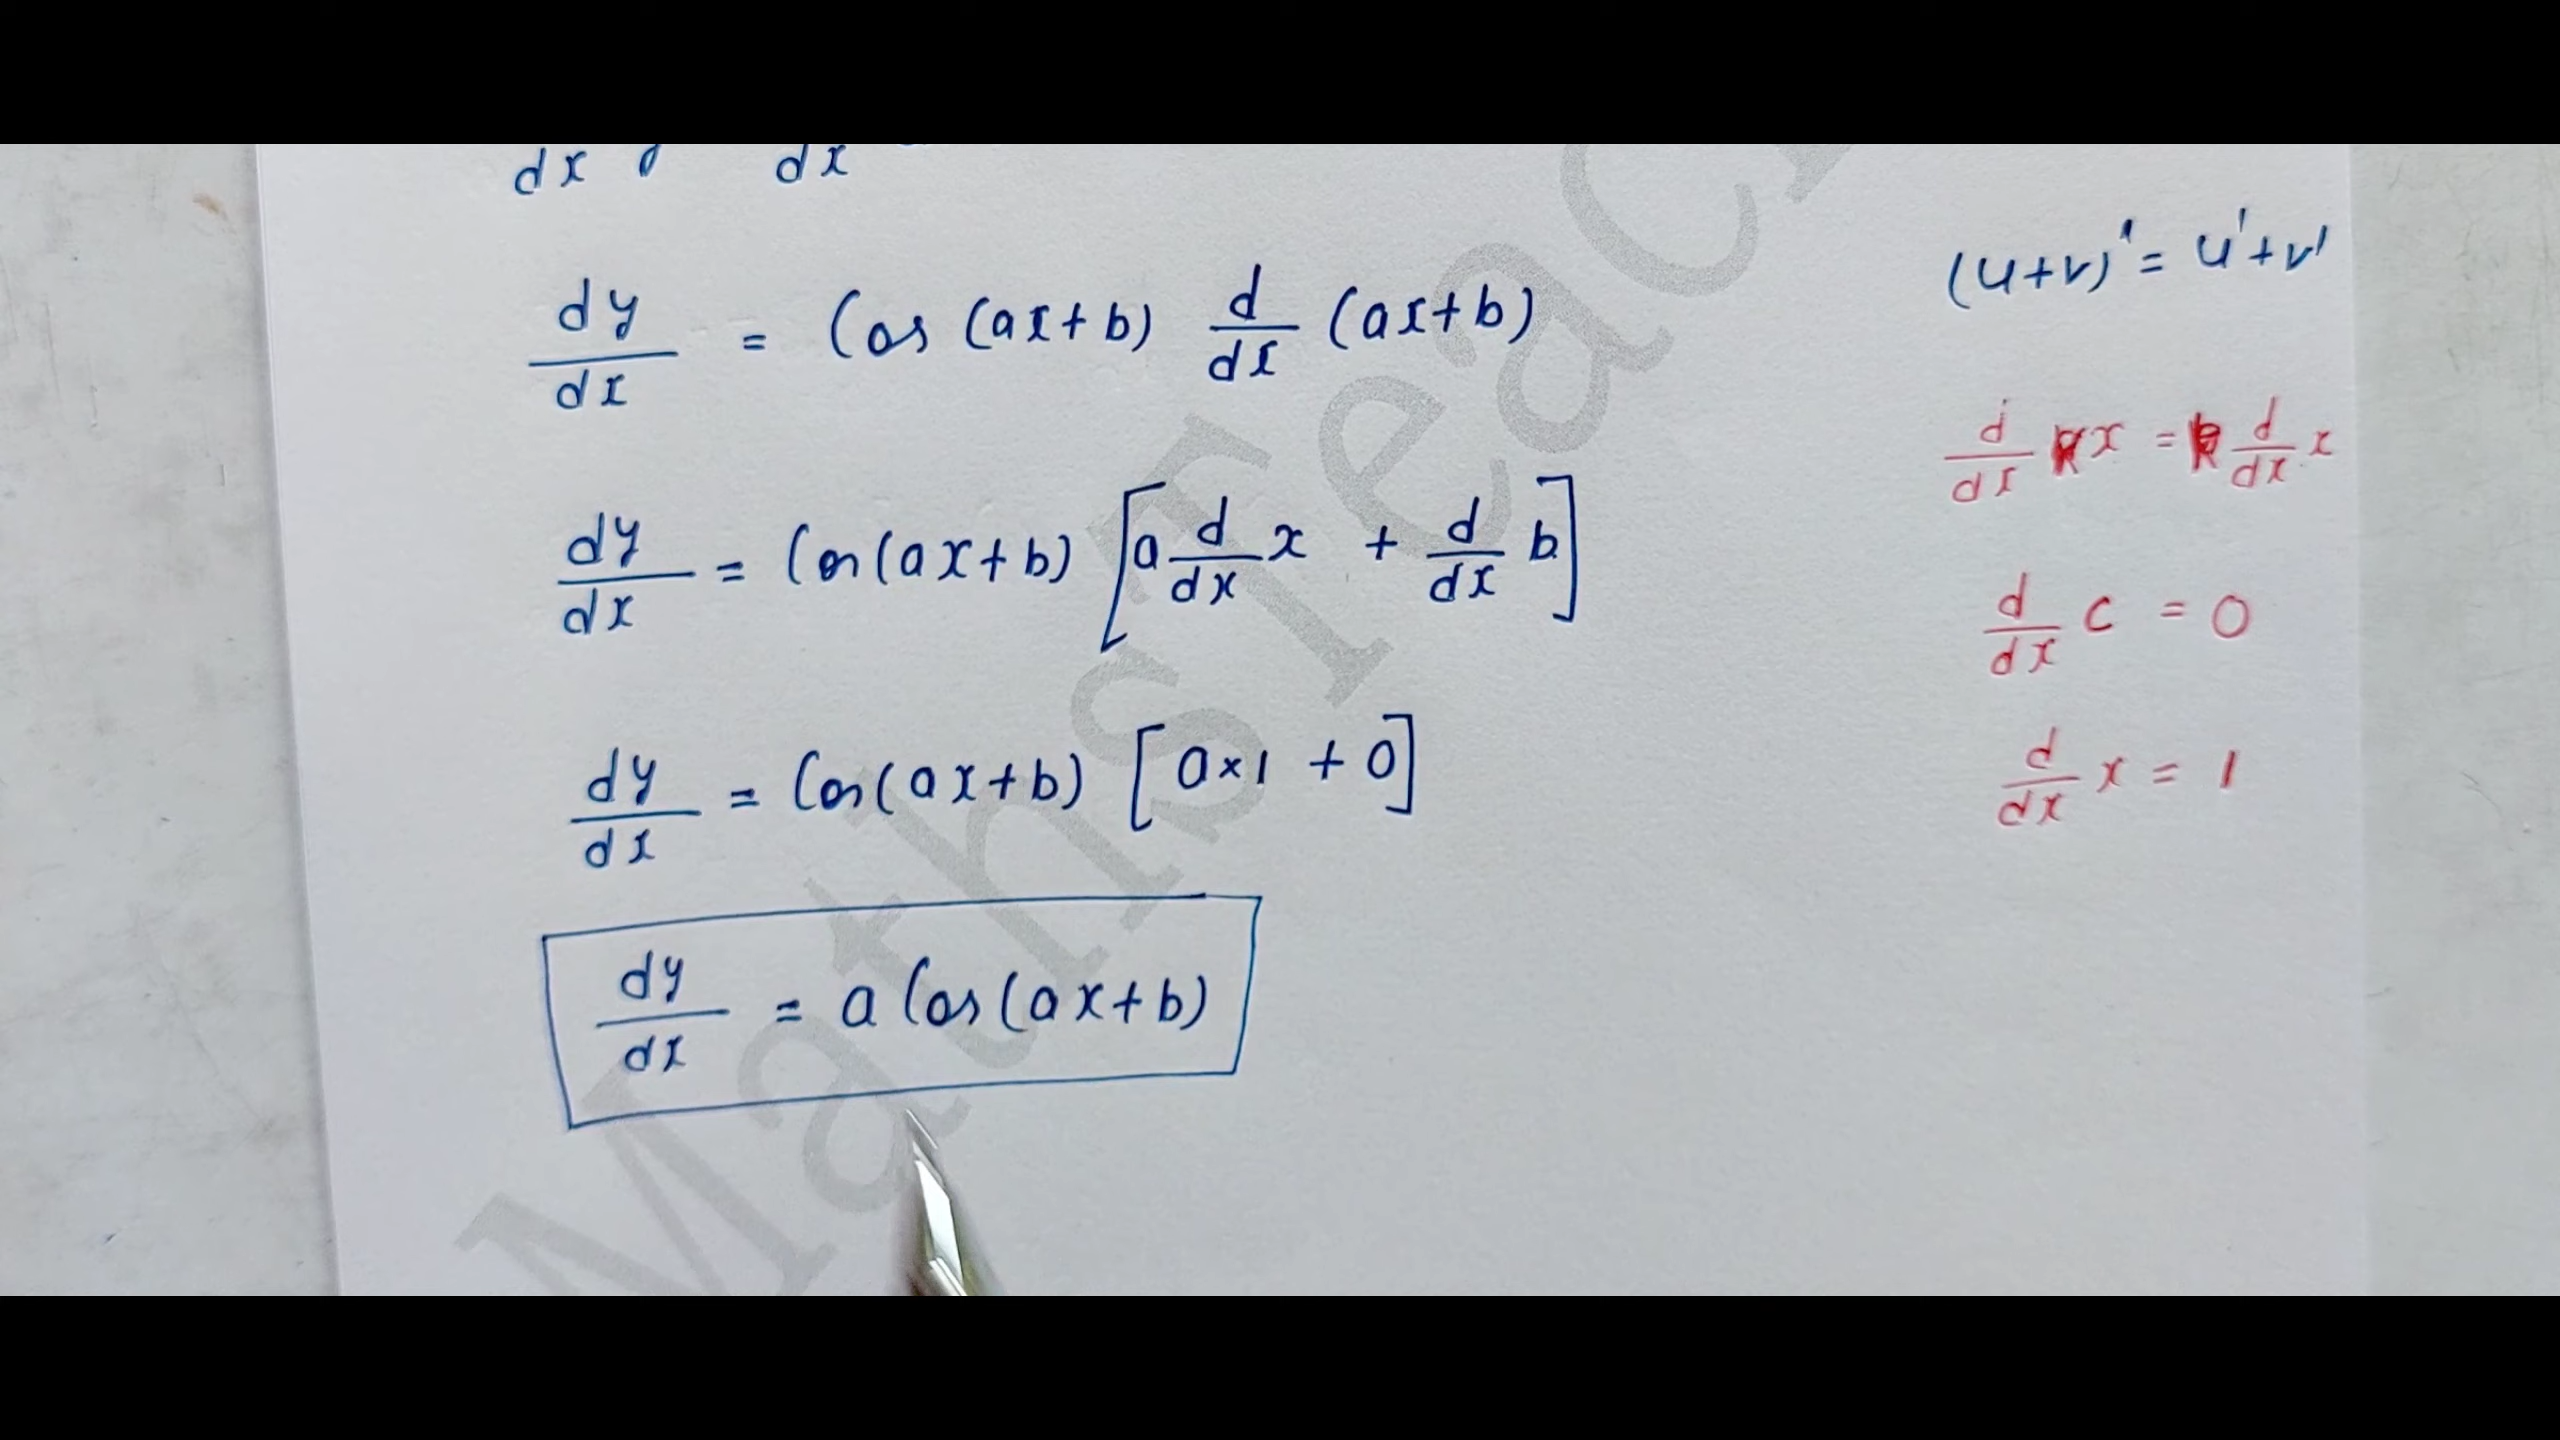 dx dx
dy/dx = Cos (ax+b) d/dx (ax+b)
dy/dx = Cos(ax+b) [a d/dx x + d/dx b]
dy/dx = Cos(ax+b) [a×1 + 0]
dy/dx = a Cos(ax+b)
(u+v)' = u'+v'
d/dx kx = k d/dx x
d/dx c = 0
d/dx x = 1
MathsTeac